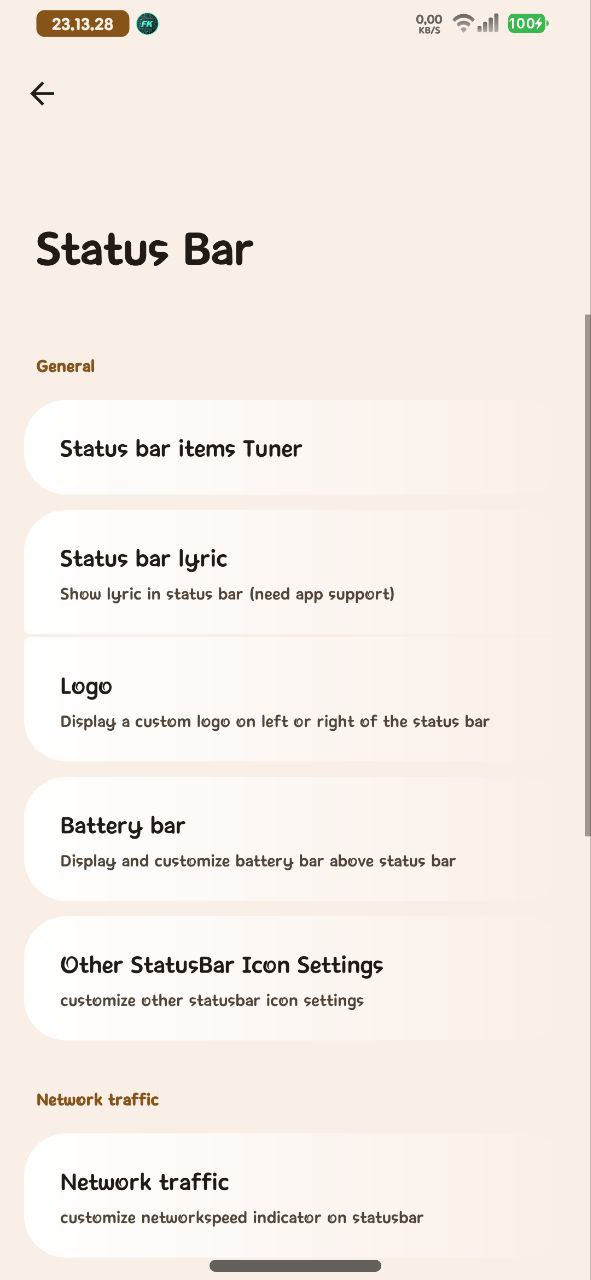 23.13.28 FK 0,00 KB/S 100
Status Bar
General
Status bar items Tuner
Status bar lyric
Show lyric in status bar (need app support)
Logo
Display a custom logo on left or right of the status bar
Battery bar
Display and customize battery bar above status bar
Other StatusBar Icon Settings
customize other statusbar icon settings
Network traffic
Network traffic
customize networkspeed indicator on statusbar